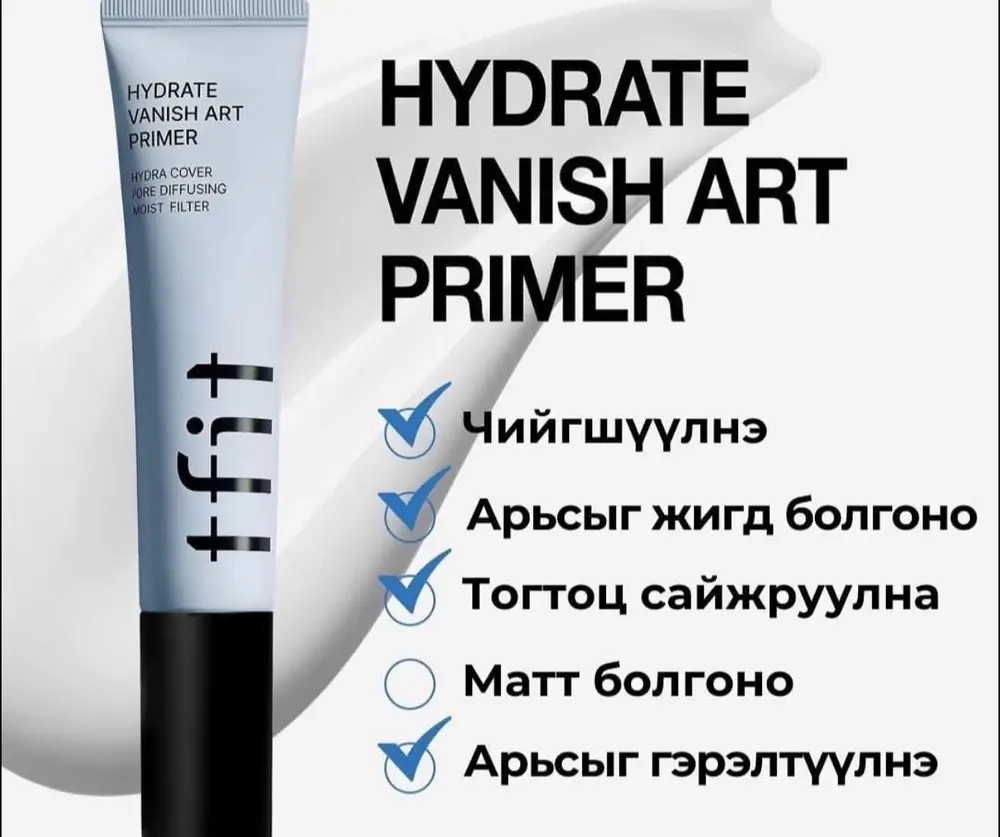 HYDRATE
VANISH ART
PRIMER
HYDRA COVER
PORE DIFFUSING
MOIST FILTER
tfit
HYDRATE
VANISH ART
PRIMER
Чийгшүүлнэ
Арьсыг жигд болгоно
Тогтоц сайжруулна
Матт болгоно
Арьсыг гэрэлтүүлнэ